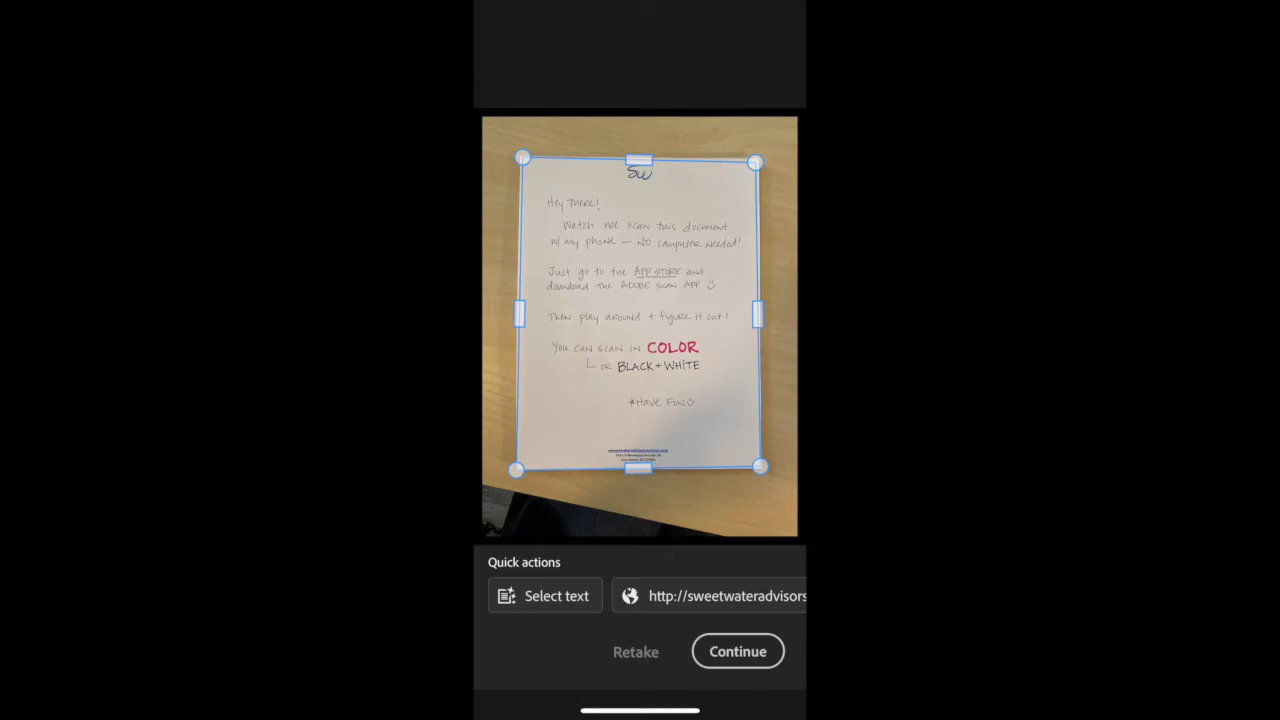 SW
Hey THERE!
Watch me scan this document
w/ my phone — NO computer needed!
Just go to the APP STORE and
download the ADOBE SCAN APP
Then play around + figure it out!
You can scan in COLOR
OR BLACK+WHITE
*Have FUN
Quick actions
Select text
http://sweetwateradvisors
Retake
Continue